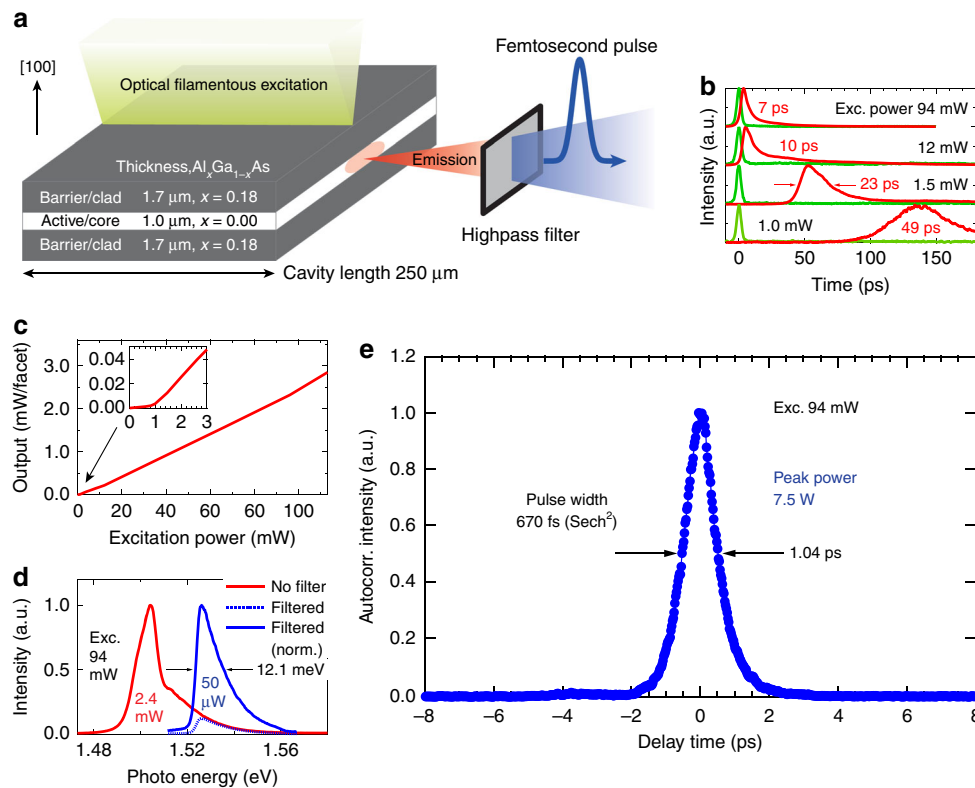 a
[100]
Optical filamentous excitation
Femtosecond pulse
Thickness,AlxGa1−xAs
Barrier/clad 1.7 μm, x = 0.18
Active/core 1.0 μm, x = 0.00
Barrier/clad 1.7 μm, x = 0.18
Emission
Highpass filter
Cavity length 250 μm
b
Intensity (a.u.)
7 ps
Exc. power 94 mW
10 ps
12 mW
1.5 mW
23 ps
1.0 mW
49 ps
0 50 100 150
Time (ps)
c
Output (mW/facet)
3.0
2.0
1.0
0.0
0.04
0.02
0.00
0 1 2 3
0 20 40 60 80 100
Excitation power (mW)
d
Intensity (a.u.)
1.0
0.5
0.0
No filter
Filtered
Filtered
(norm.)
Exc.
94
mW
12.1 meV
2.4
mW
50
μW
1.48 1.52 1.56
Photo energy (eV)
e
Autocorr. intensity (a.u.)
1.2
1.0
0.8
0.6
0.4
0.2
0.0
Exc. 94 mW
Peak power
7.5 W
Pulse width
670 fs (Sech2)
1.04 ps
−8 −6 −4 −2 0 2 4 6 8
Delay time (ps)